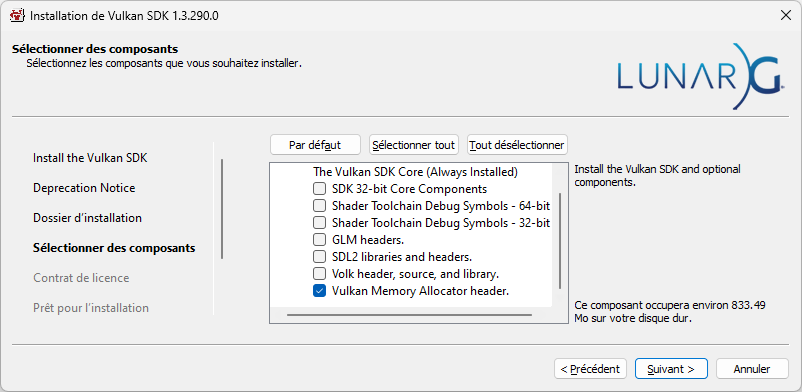 Installation de Vulkan SDK 1.3.290.0
Sélectionner des composants
Sélectionnez les composants que vous souhaitez installer.
LUNAR G
Install the Vulkan SDK
Deprecation Notice
Dossier d'installation
Sélectionner des composants
Contrat de licence
Prêt pour l'installation
Par défaut
Sélectionner tout
Tout désélectionner
The Vulkan SDK Core (Always Installed)
SDK 32-bit Core Components
Shader Toolchain Debug Symbols - 64-bit
Shader Toolchain Debug Symbols - 32-bit
GLM headers.
SDL2 libraries and headers.
Volk header, source, and library.
Vulkan Memory Allocator header.
Install the Vulkan SDK and optional
components.
Ce composant occupera environ 833.49
Mo sur votre disque dur.
< Précédent
Suivant >
Annuler